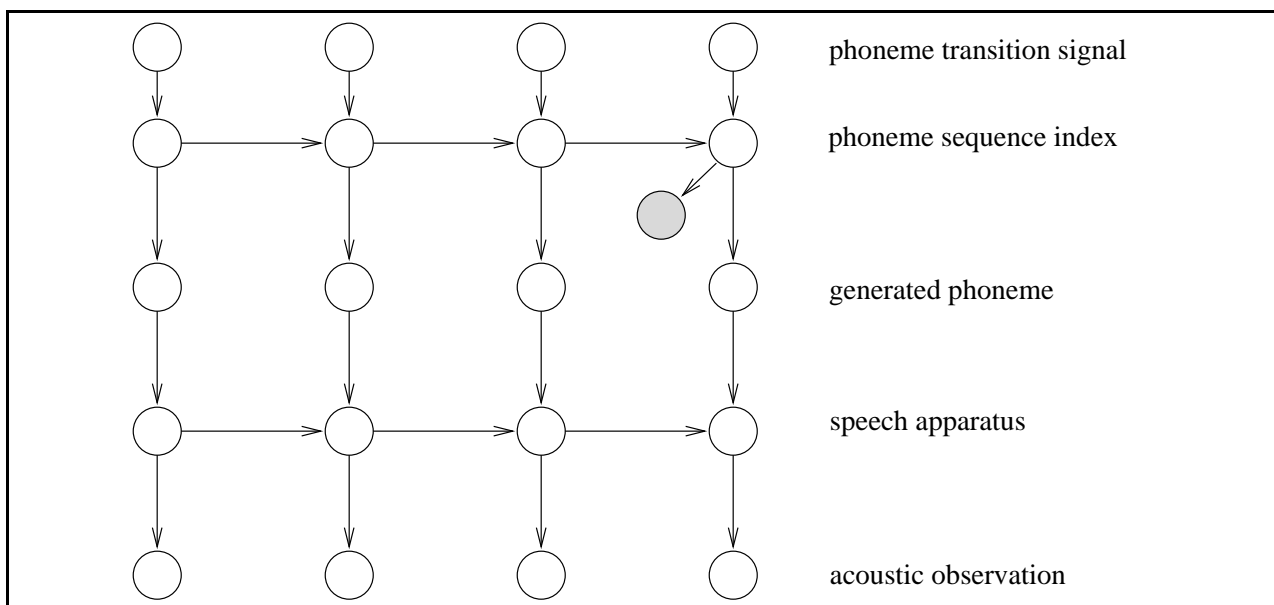 phoneme transition signal
phoneme sequence index
generated phoneme
speech apparatus
acoustic observation